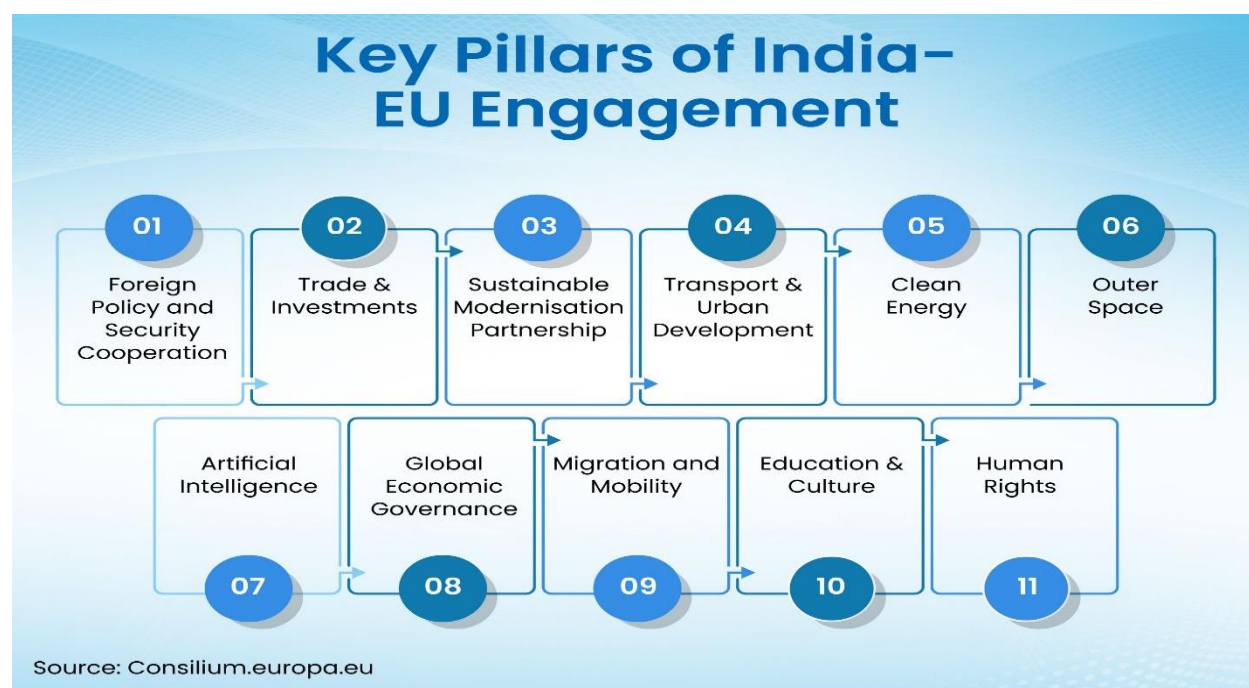 Key Pillars of India–
EU Engagement
01
Foreign
Policy and
Security
Cooperation
02
Trade &
Investments
03
Sustainable
Modernisation
Partnership
04
Transport &
Urban
Development
05
Clean
Energy
06
Outer
Space
Artificial
Intelligence
07
Global
Economic
Governance
08
Migration and
Mobility
09
Education &
Culture
10
Human
Rights
11
Source: Consilium.europa.eu